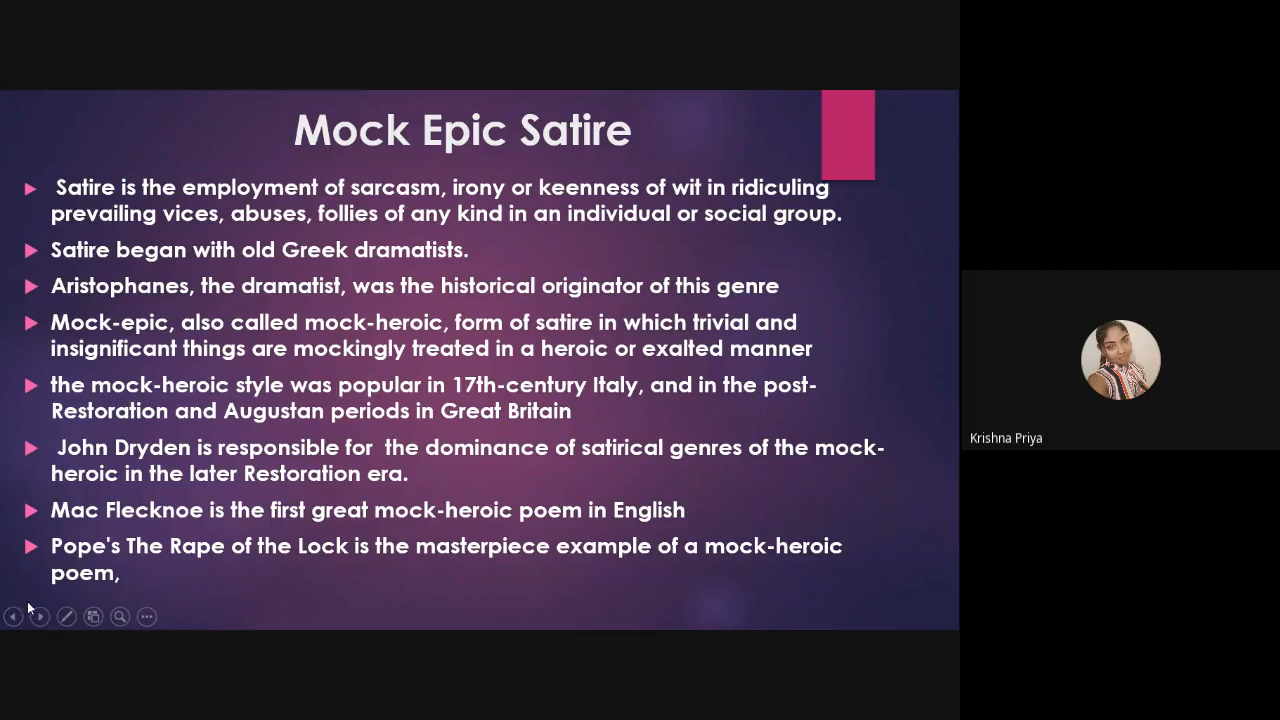 Mock Epic Satire
Satire is the employment of sarcasm, irony or keenness of wit in ridiculing
prevailing vices, abuses, follies of any kind in an individual or social group.
Satire began with old Greek dramatists.
Aristophanes, the dramatist, was the historical originator of this genre
Mock-epic, also called mock-heroic, form of satire in which trivial and
insignificant things are mockingly treated in a heroic or exalted manner
the mock-heroic style was popular in 17th-century Italy, and in the post-
Restoration and Augustan periods in Great Britain
John Dryden is responsible for  the dominance of satirical genres of the mock-
heroic in the later Restoration era.
Mac Flecknoe is the first great mock-heroic poem in English
Pope's The Rape of the Lock is the masterpiece example of a mock-heroic
poem,
Krishna Priya